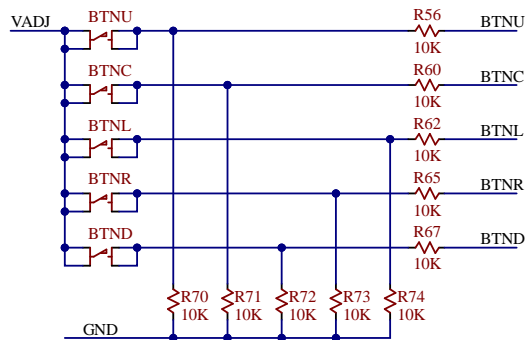 VADJ
BTNU
R56
10K
BTNU
BTNC
R60
10K
BTNC
BTNL
R62
10K
BTNL
BTNR
R65
10K
BTNR
BTND
R67
10K
BTND
R70
10K
R71
10K
R72
10K
R73
10K
R74
10K
GND